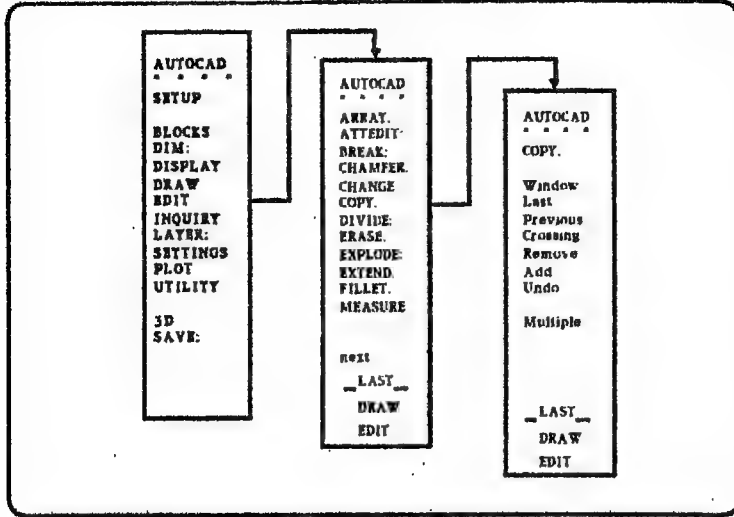 AUTOCAD
* * * *
SETUP
BLOCKS
DIM:
DISPLAY
DRAW
EDIT
INQUIRY
LAYER:
SETTINGS
PLOT
UTILITY
3D
SAVE:
AUTOCAD
* * * *
ARRAY.
ATTEDIT:
BREAK:
CHAMFER.
CHANGE
COPY.
DIVIDE:
ERASE.
EXPLODE:
EXTEND.
FILLET.
MEASURE
next
__LAST__
DRAW
EDIT
AUTOCAD
* * * *
COPY.
Window
Last
Previous
Crossing
Remove
Add
Undo
Multiple
__LAST__
DRAW
EDIT